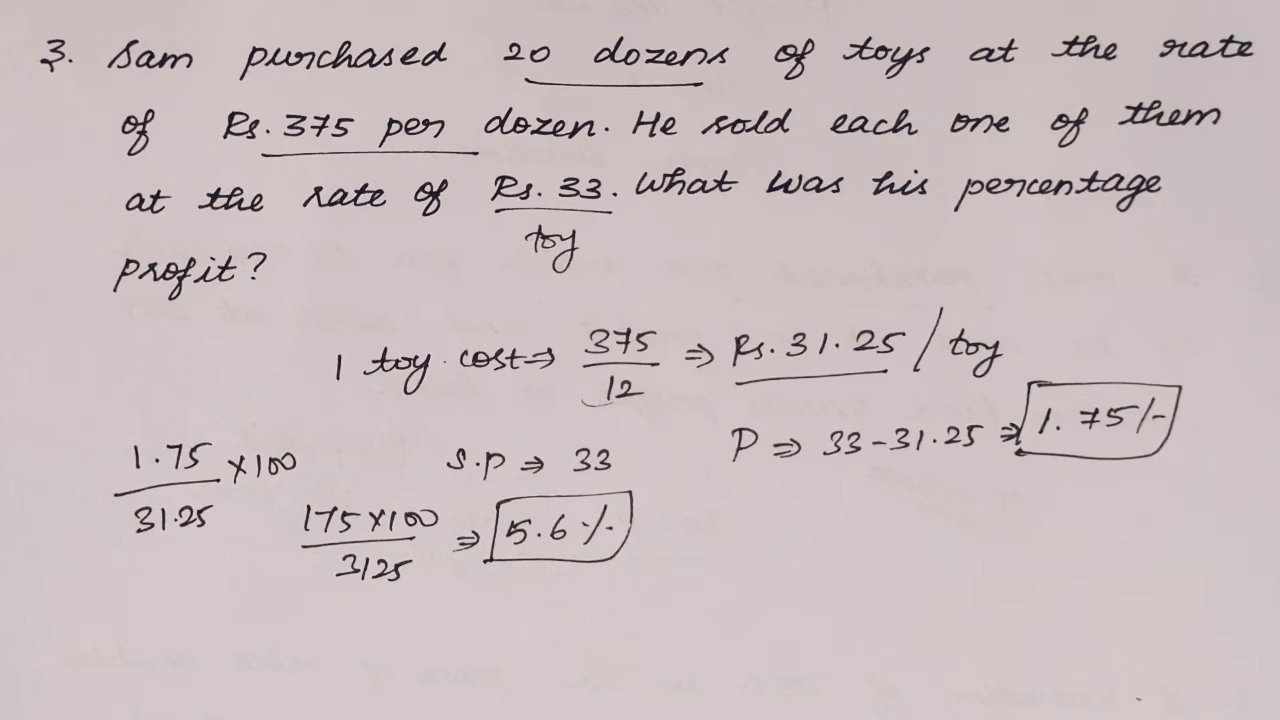 3. Sam purchased 20 dozens of toys at the rate
of Rs. 375 per dozen. He sold each one of them
at the rate of Rs. 33. What was his percentage
toy
profit?
1 toy cost ⇒ 375/12 ⇒ Rs. 31.25 / toy
P ⇒ 33-31.25 ⇒ 1.75/-
1.75/31.25 ×100
S.P ⇒ 33
175×100/3125 ⇒ 5.6 ./.